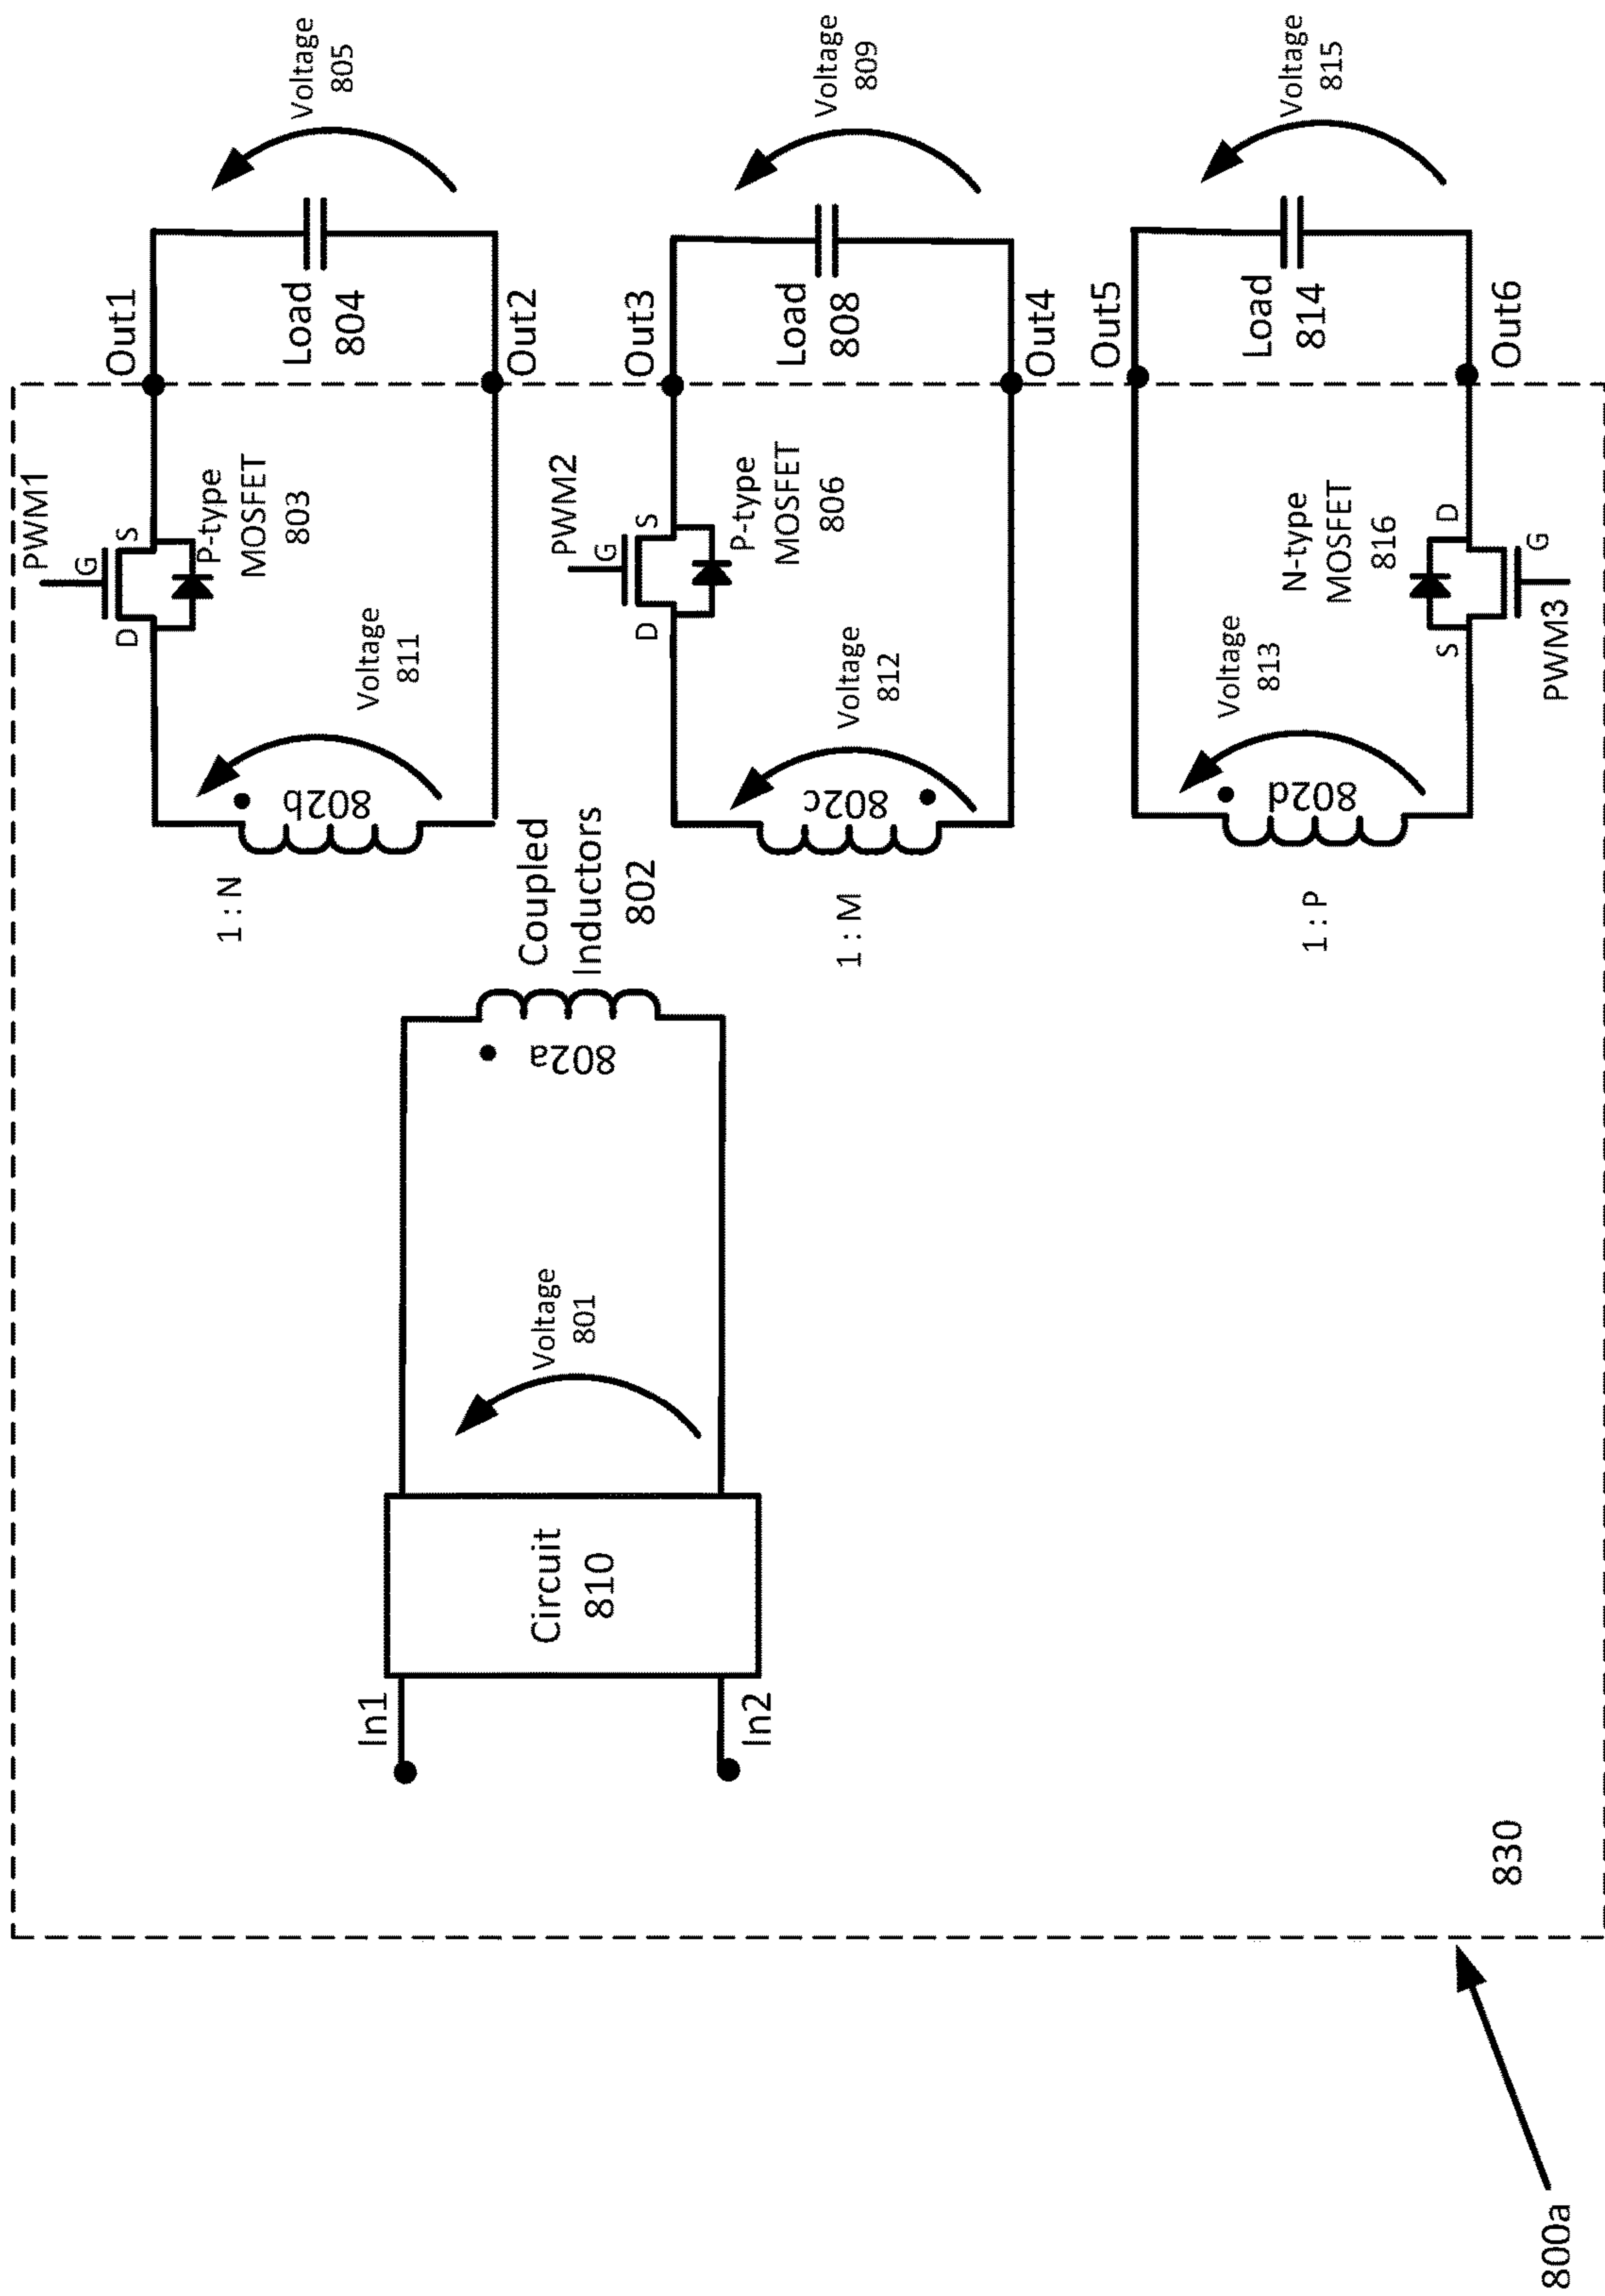 PWM1
G
D
S
P-type
MOSFET
803
Out1
Load
804
Out2
Voltage
805
Voltage
811
802b
1 : N
Coupled
Inductors
802
PWM2
G
D
S
P-type
MOSFET
806
Out3
Load
808
Out4
Voltage
809
Voltage
812
802c
1 : M
802a
Voltage
801
Circuit
810
In1
In2
Out5
Load
814
Out6
Voltage
815
N-type
MOSFET
816
S
D
G
PWM3
Voltage
813
802d
1 : P
830
800a